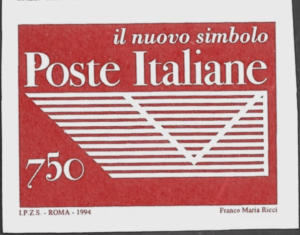 il nuovo simbolo
Poste Italiane
750
I.P.Z.S. - ROMA - 1994
Franco Maria Ricci